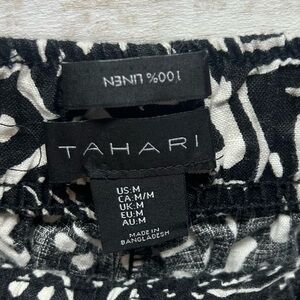 100% LINEN
TAHARI
US:M
CA:M/M
UK:M
EU:M
AU:M
MADE IN
BANGLADESH